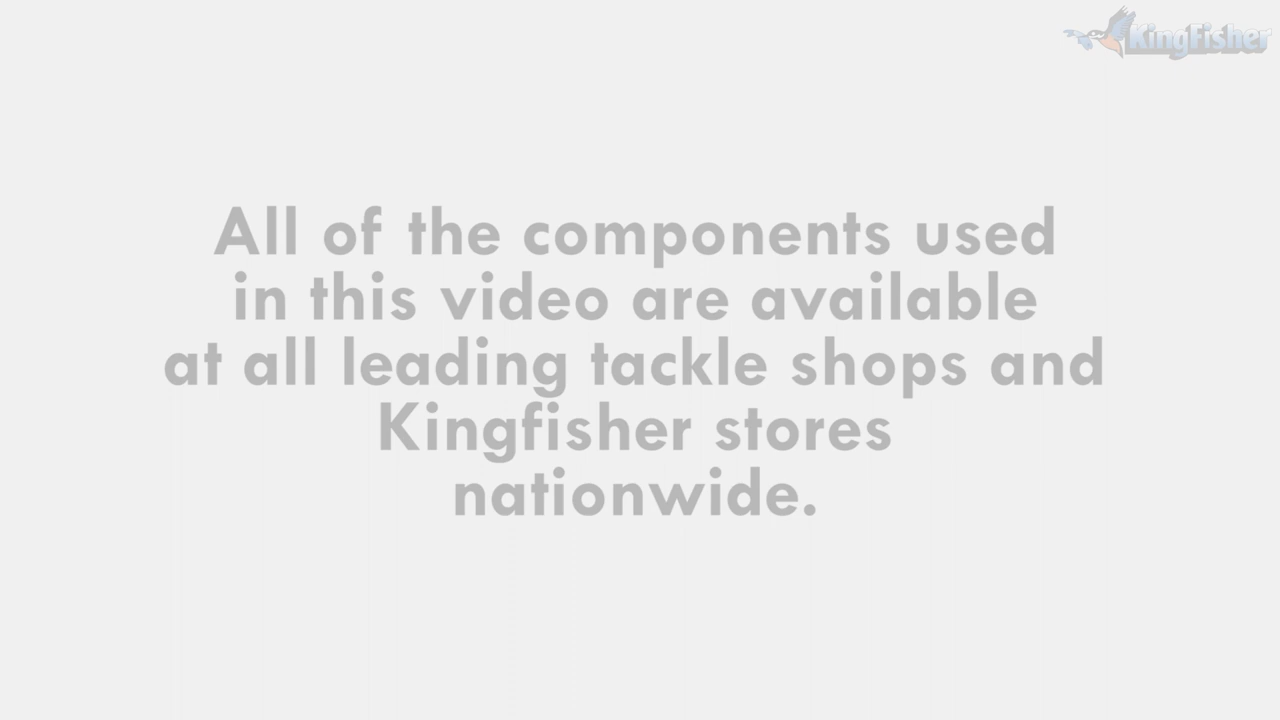 KingFisher
All of the components used
in this video are available
at all leading tackle shops and
Kingfisher stores
nationwide.